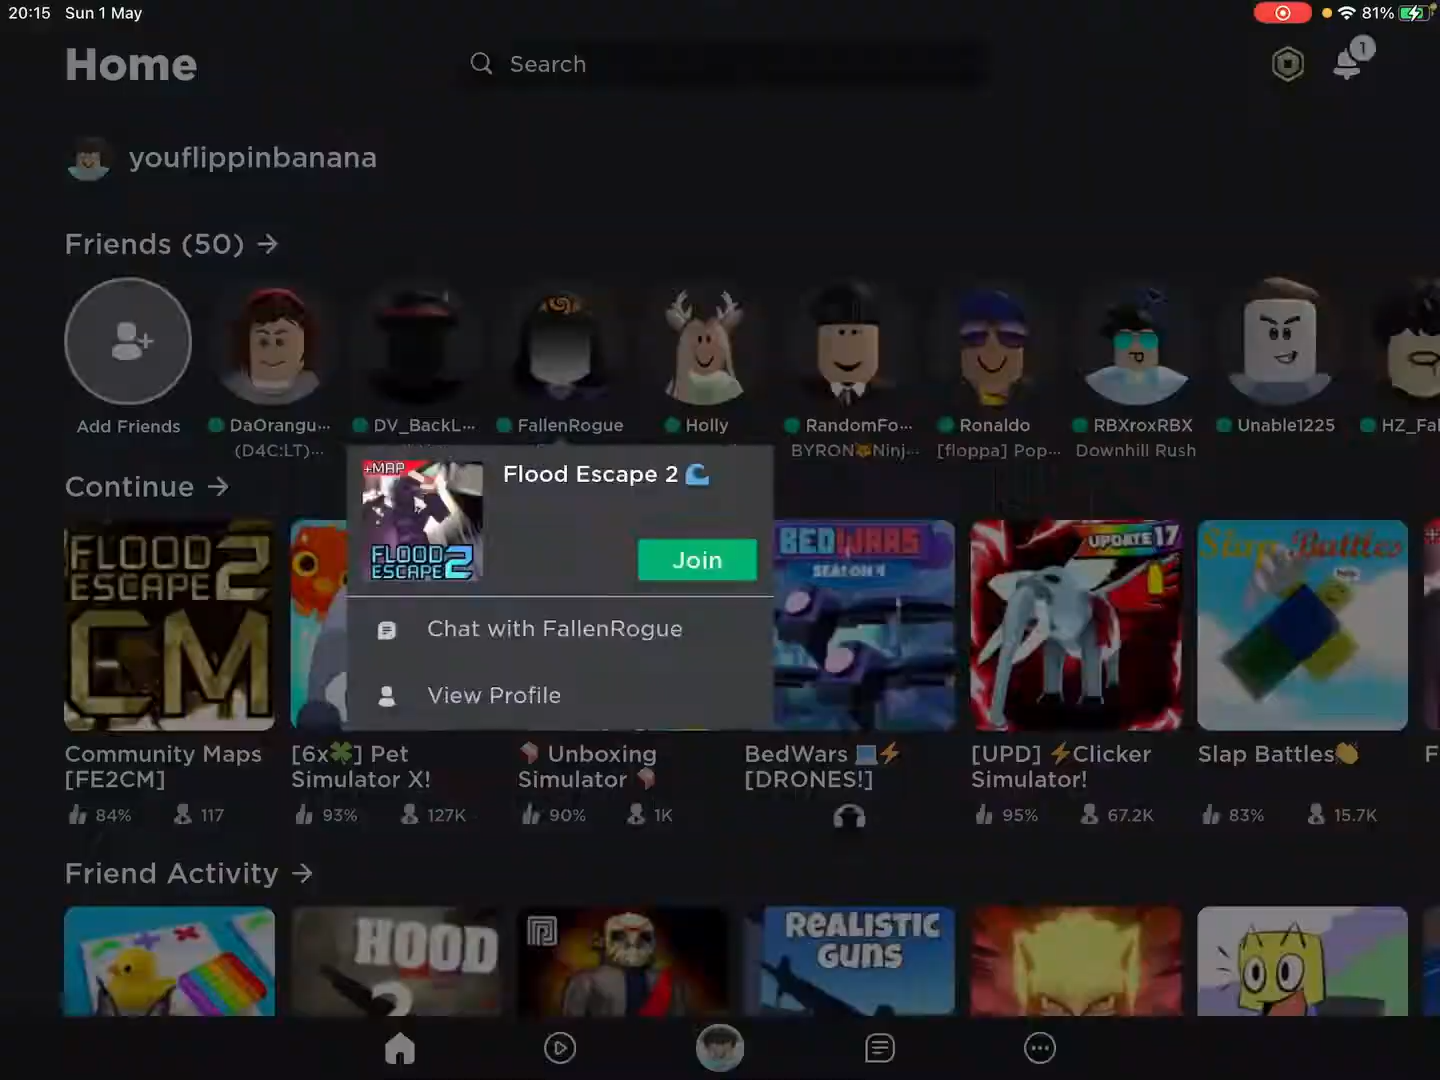 20:15 Sun 1 May
81%
Home
Search
1
youflippinbanana
Friends (50) →
Add Friends
DaOrangu...
DV_BackL...
FallenRogue
Holly
RandomFo...
Ronaldo
RBXroxRBX
Unable1225
HZ_Fal
(D4C:LT)...
BYRON🐯Ninj...
[floppa] Pop...
Downhill Rush
Continue →
+MAP
FLOOD
ESCAPE 2
Flood Escape 2 🌊
Join
Chat with FallenRogue
View Profile
FLOOD
ESCAPE 2
CM
BEDWARS
SEASON 4
UPDATE 17
Slap Battles
Community Maps
[FE2CM]
84% 117
[6x🍀] Pet
Simulator X!
93% 127K
Unboxing
Simulator
90% 1K
BedWars 💻⚡
[DRONES!]
[UPD] ⚡Clicker
Simulator!
95% 67.2K
Slap Battles👏
83% 15.7K
F
Friend Activity →
HOOD
2
REALISTIC
GUNS